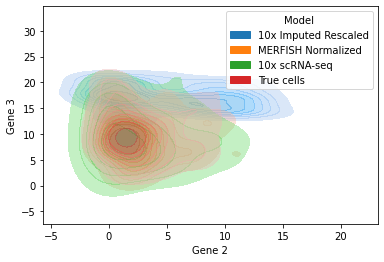 Model
10x Imputed Rescaled
MERFISH Normalized
10x scRNA-seq
True cells
30
25
20
15
10
5
0
−5
Gene 3
−5
0
5
10
15
20
Gene 2